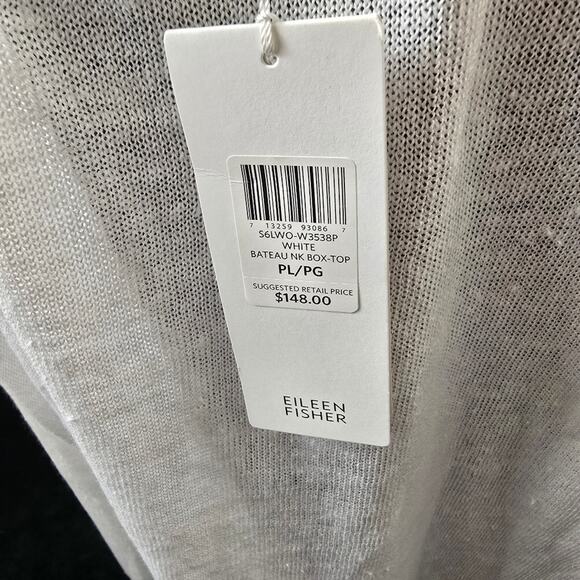 7 13259 93086 7
S6LWO-W3538P
WHITE
BATEAU NK BOX-TOP
PL/PG
SUGGESTED RETAIL PRICE
$148.00
EILEEN
FISHER